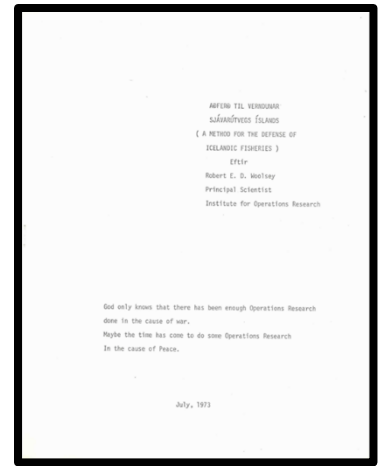 AÐFERÐ TIL VERNDUNAR
SJÁVARÚTVEGS ÍSLANDS
( A METHOD FOR THE DEFENSE OF
ICELANDIC FISHERIES )
Eftir
Robert E. D. Woolsey
Principal Scientist
Institute for Operations Research
God only knows that there has been enough Operations Research
done in the cause of war.
Maybe the time has come to do some Operations Research
In the cause of Peace.
July, 1973